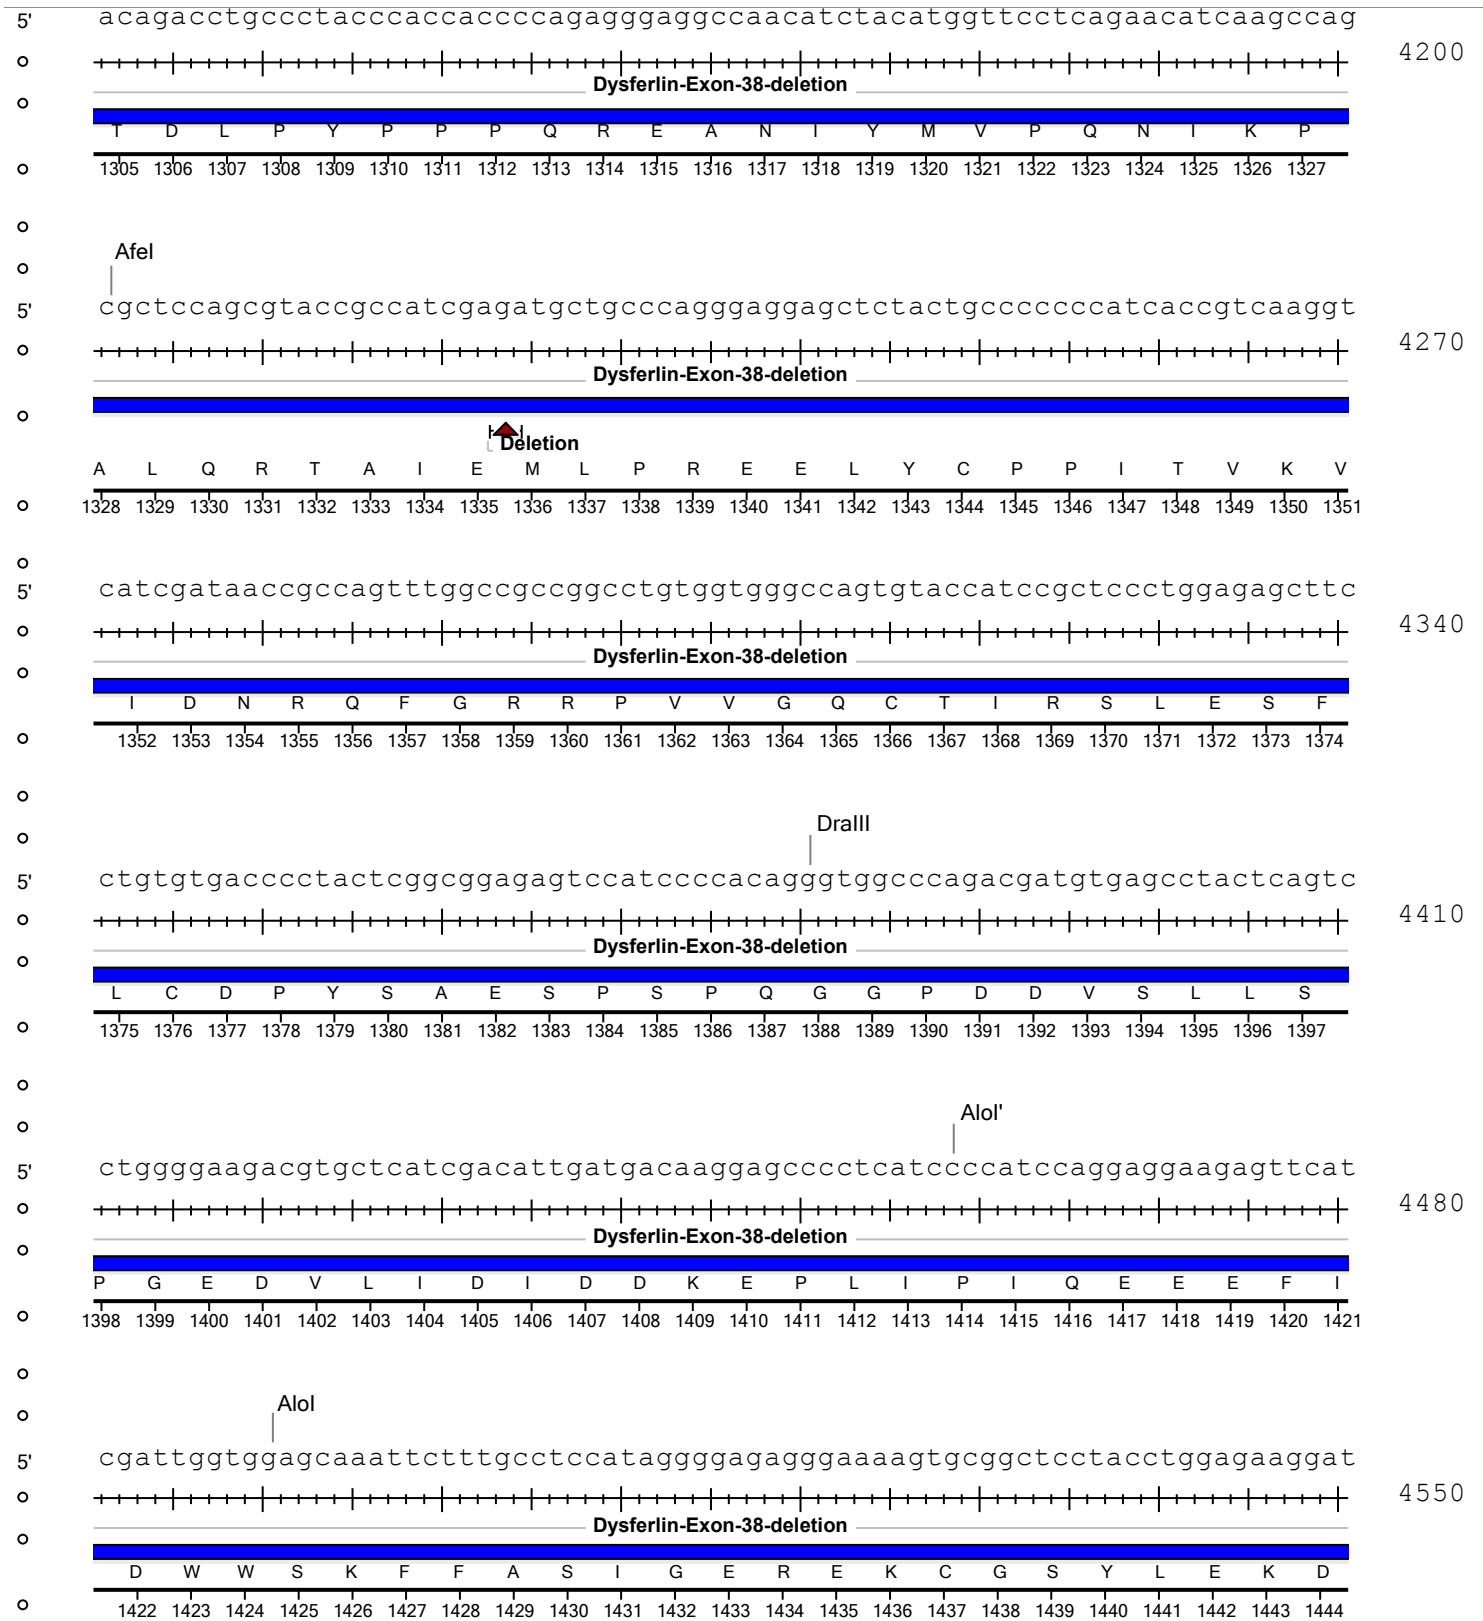 5' acagacctgccctacccaccaccccagagggaggccaacatctacatggttcctcagaacatcaagccag
4200
Dysferlin-Exon-38-deletion
T D L P Y P P P Q R E A N I Y M V P Q N I K P
1305 1306 1307 1308 1309 1310 1311 1312 1313 1314 1315 1316 1317 1318 1319 1320 1321 1322 1323 1324 1325 1326 1327
AfeI
5' cgctccagcgtaccgccatcgagatgctgcccagggaggagctctactgccccccccatcaccgtcaaggt
4270
Dysferlin-Exon-38-deletion
Deletion
A L Q R T A I E M L P R E E L Y C P P I T V K V
1328 1329 1330 1331 1332 1333 1334 1335 1336 1337 1338 1339 1340 1341 1342 1343 1344 1345 1346 1347 1348 1349 1350 1351
5' catcgataaccgccagtttggccgccggcctgtggtgggccagtgtaccatccgctccctggagagcttc
4340
Dysferlin-Exon-38-deletion
I D N R Q F G R R P V V G Q C T I R S L E S F
1352 1353 1354 1355 1356 1357 1358 1359 1360 1361 1362 1363 1364 1365 1366 1367 1368 1369 1370 1371 1372 1373 1374
DraIII
5' ctgtgtgacccctactcggcggagagtccatccccacagggtggcccagacgatgtgagcctactcagtc
4410
Dysferlin-Exon-38-deletion
L C D P Y S A E S P S P Q G G P D D V S L L S
1375 1376 1377 1378 1379 1380 1381 1382 1383 1384 1385 1386 1387 1388 1389 1390 1391 1392 1393 1394 1395 1396 1397
AloI'
5' ctggggaagacgtgctcatcgacattgatgacaaggagcccctcatccccatccaggaggaagagttcat
4480
Dysferlin-Exon-38-deletion
P G E D V L I D I D D K E P L I P I Q E E E F I
1398 1399 1400 1401 1402 1403 1404 1405 1406 1407 1408 1409 1410 1411 1412 1413 1414 1415 1416 1417 1418 1419 1420 1421
AloI
5' cgattggtggagcaaattctttgcctccataggggagagggaaaagtgcggctcctacctggagaaggat
4550
Dysferlin-Exon-38-deletion
D W W S K F F A S I G E R E K C G S Y L E K D
1422 1423 1424 1425 1426 1427 1428 1429 1430 1431 1432 1433 1434 1435 1436 1437 1438 1439 1440 1441 1442 1443 1444